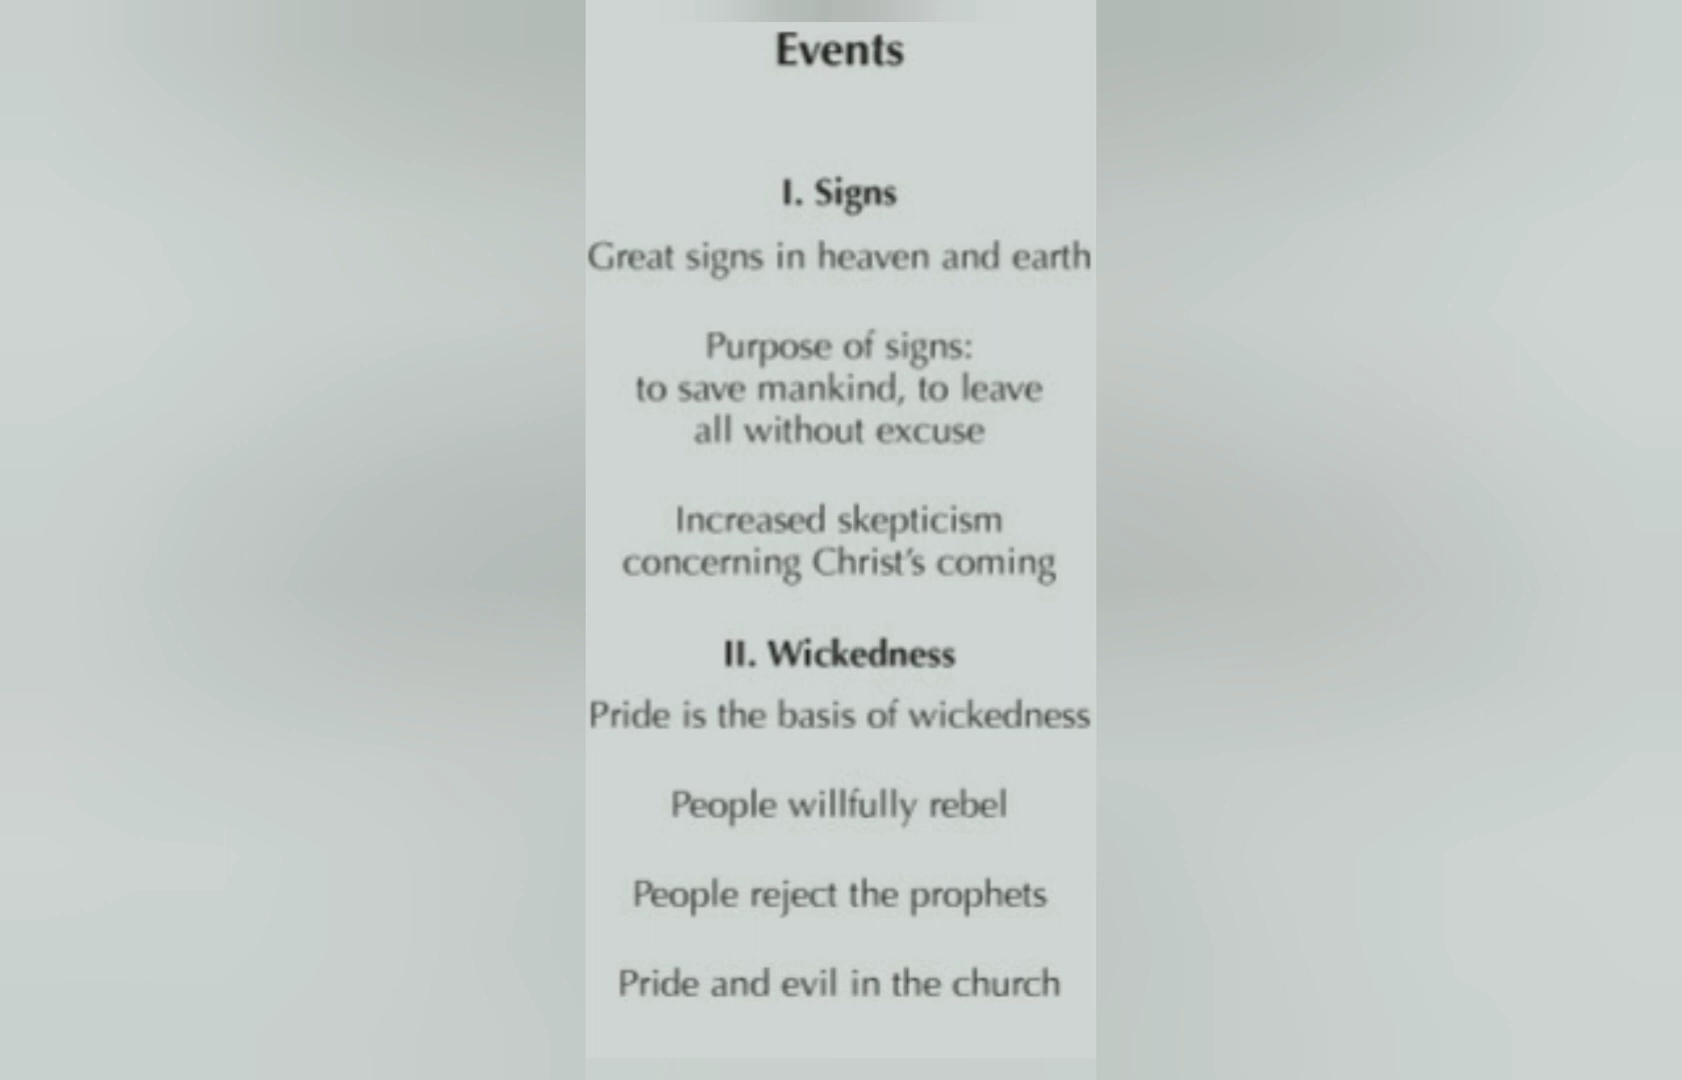 Events
I. Signs
Great signs in heaven and earth
Purpose of signs:
to save mankind, to leave
all without excuse
Increased skepticism
concerning Christ's coming
II. Wickedness
Pride is the basis of wickedness
People willfully rebel
People reject the prophets
Pride and evil in the church